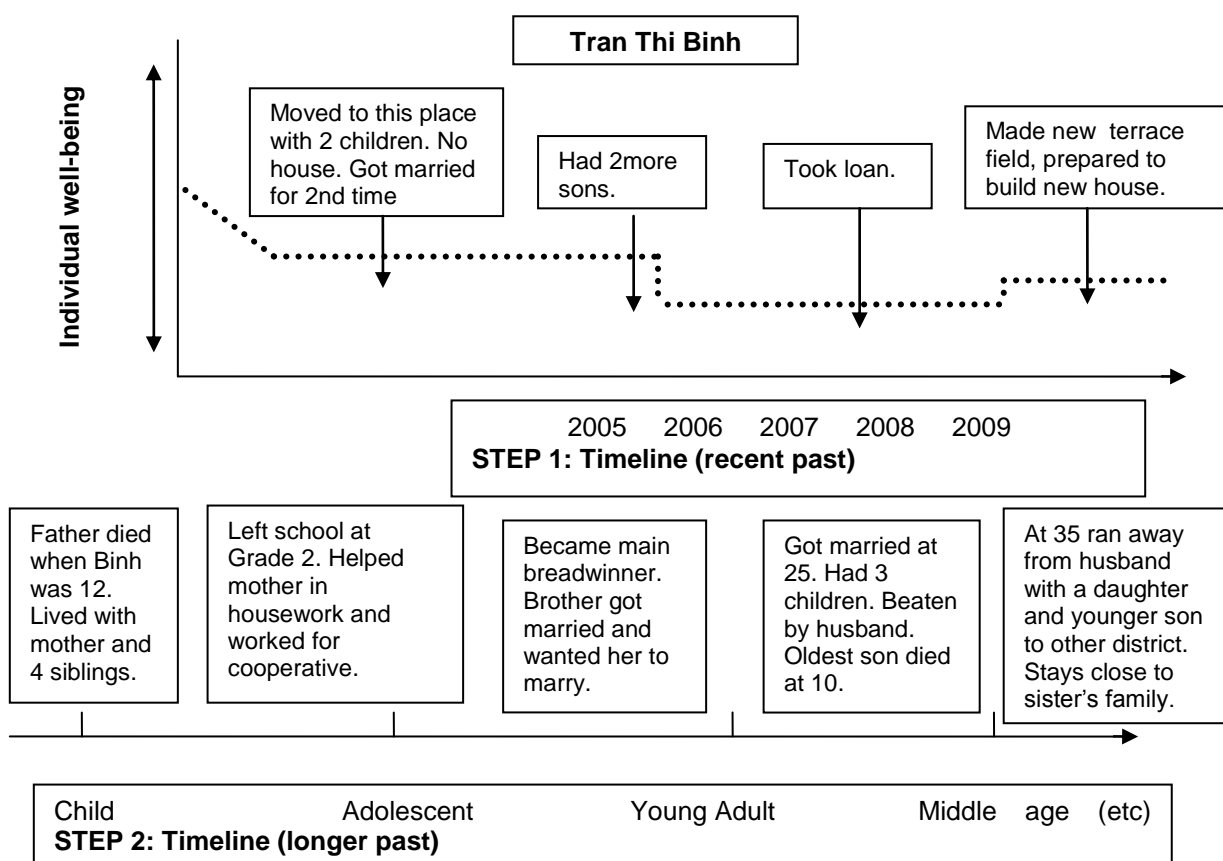 Tran Thi Binh
Individual well-being
Moved to this place
with 2 children. No
house. Got married
for 2nd time
Had 2more
sons.
Took loan.
Made new terrace
field, prepared to
build new house.
2005 2006 2007 2008 2009
STEP 1: Timeline (recent past)
Father died
when Binh
was 12.
Lived with
mother and
4 siblings.
Left school at
Grade 2. Helped
mother in
housework and
worked for
cooperative.
Became main
breadwinner.
Brother got
married and
wanted her to
marry.
Got married at
25. Had 3
children. Beaten
by husband.
Oldest son died
at 10.
At 35 ran away
from husband
with a daughter
and younger son
to other district.
Stays close to
sister’s family.
Child Adolescent Young Adult Middle age (etc)
STEP 2: Timeline (longer past)